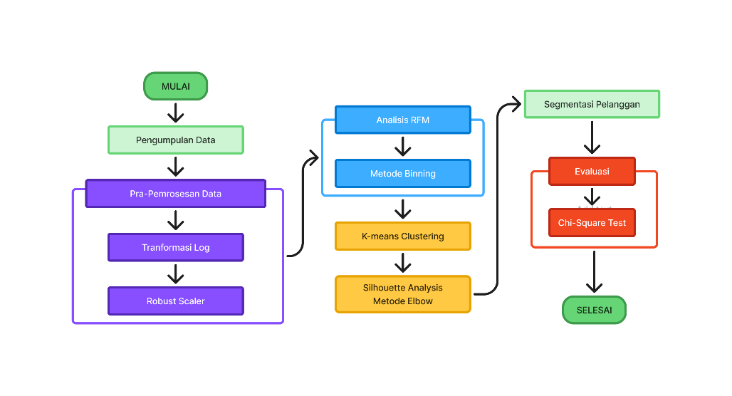 MULAI
Pengumpulan Data
Pra-Pemrosesan Data
Tranformasi Log
Robust Scaler
Analisis RFM
Metode Binning
K-means Clustering
Silhouette Analysis
Metode Elbow
Segmentasi Pelanggan
Evaluasi
Chi-Square Test
SELESAI